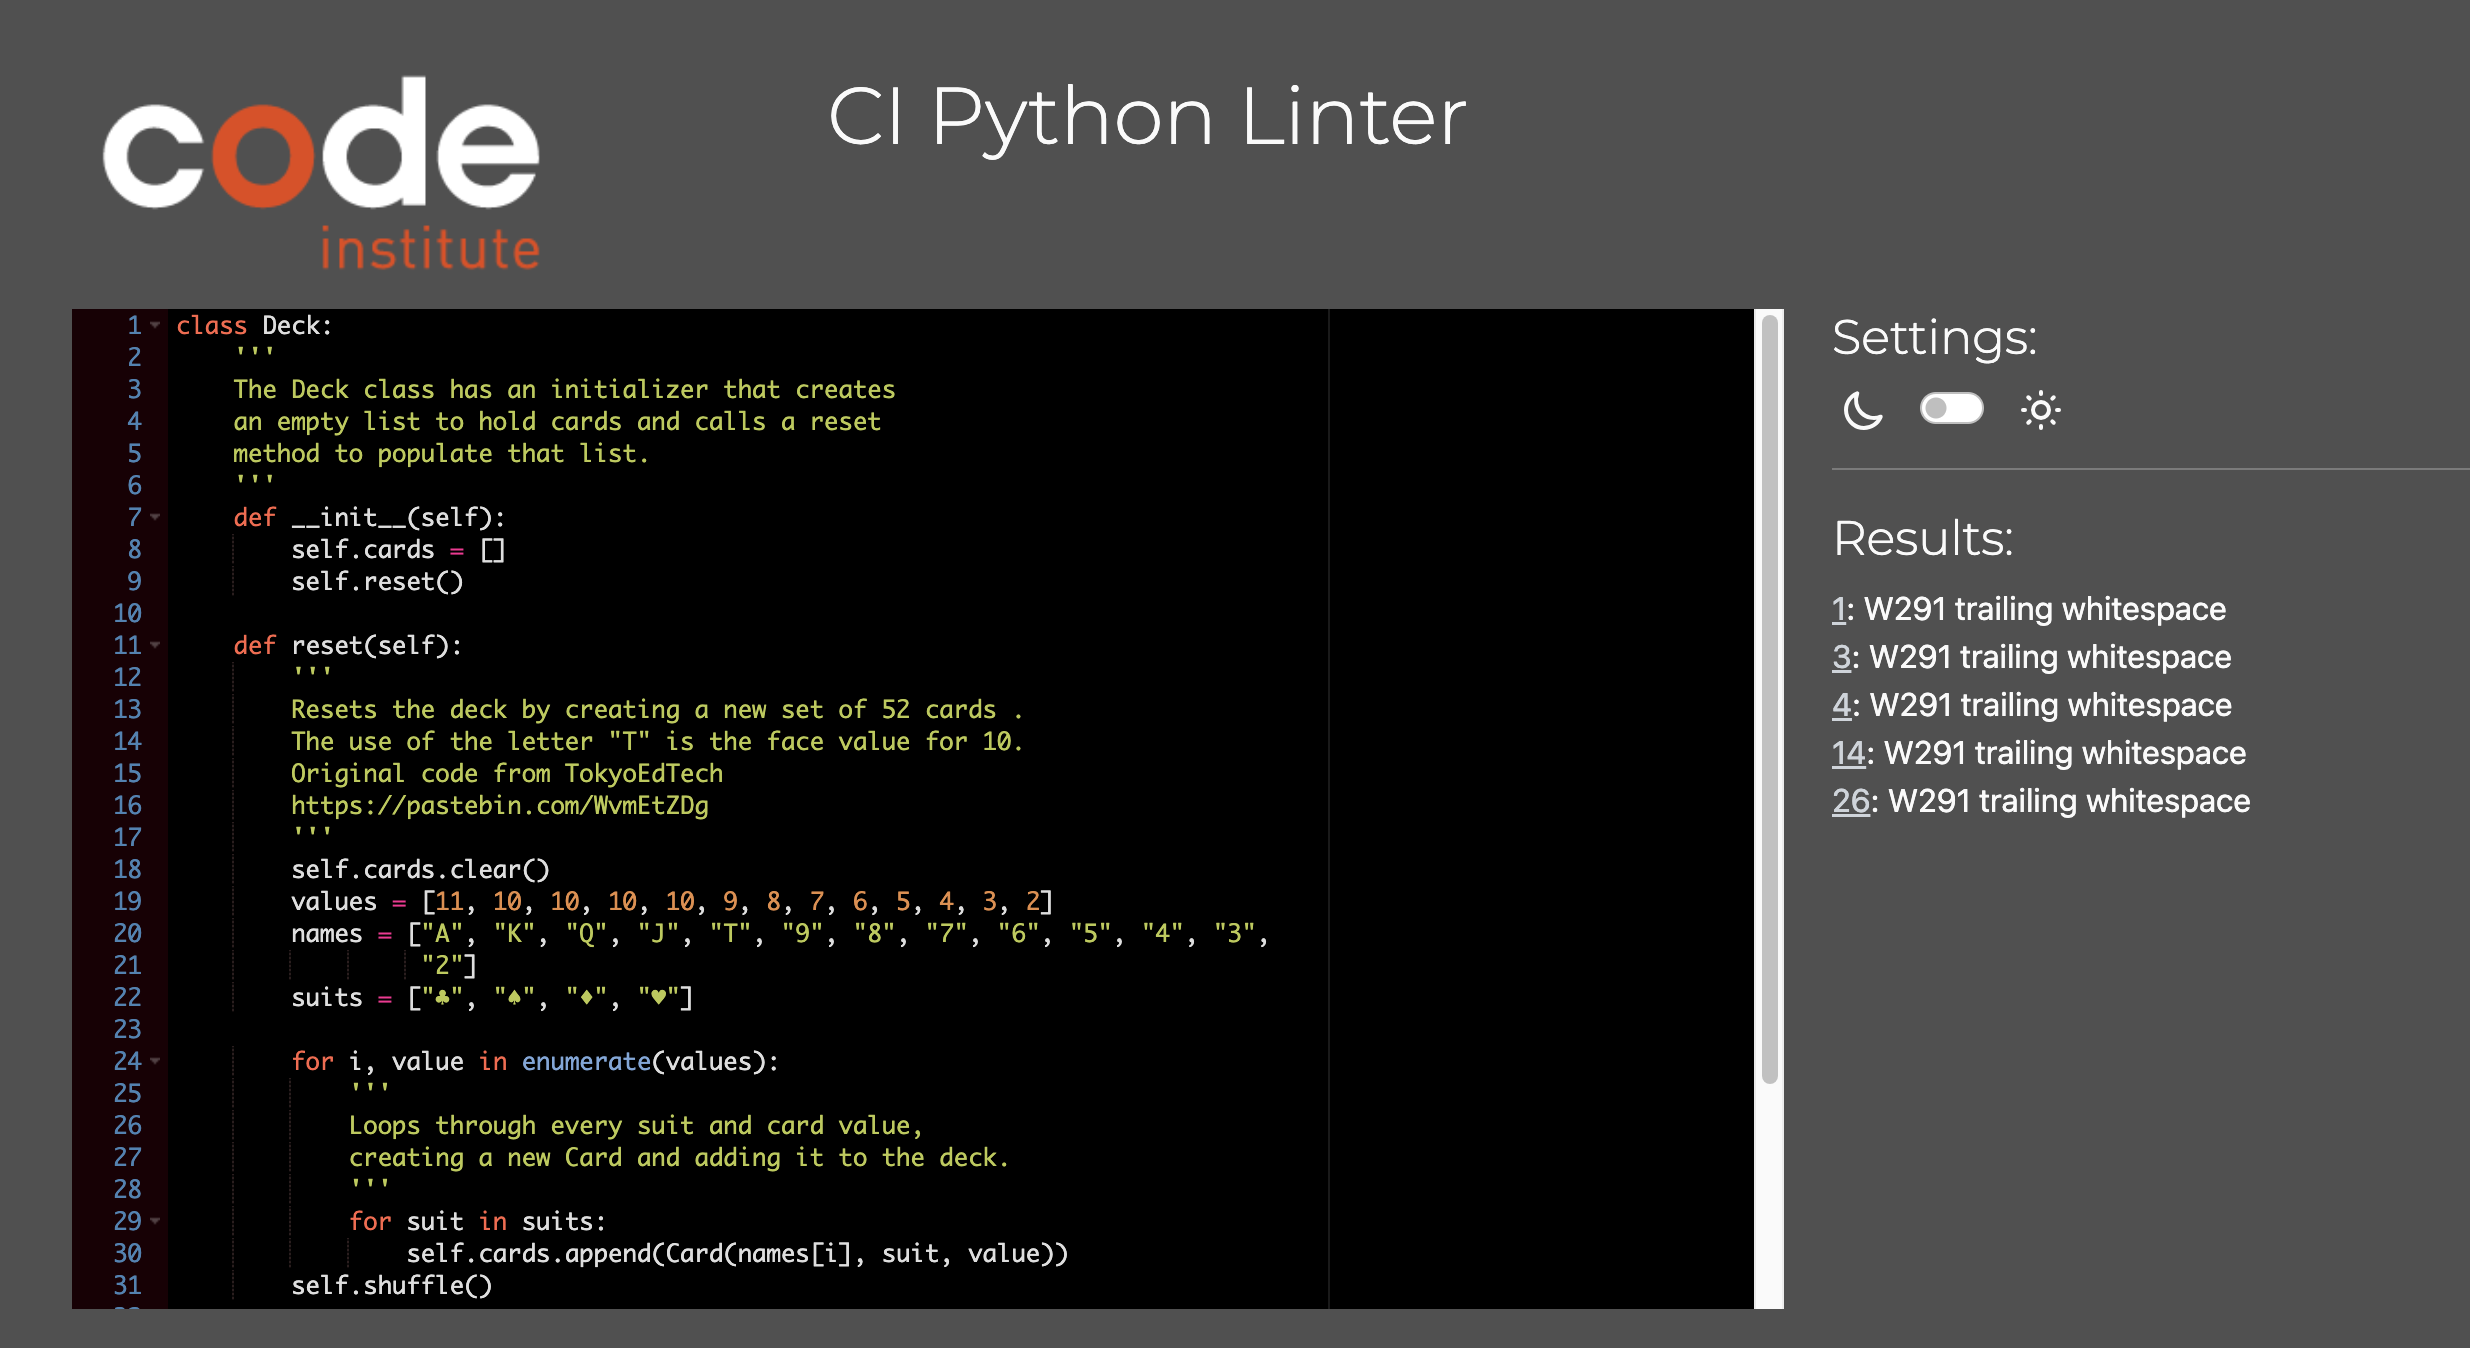 code
institute
CI Python Linter
1 class Deck:
2     '''
3     The Deck class has an initializer that creates
4     an empty list to hold cards and calls a reset
5     method to populate that list.
6     '''
7     def __init__(self):
8         self.cards = []
9         self.reset()
10
11     def reset(self):
12         '''
13         Resets the deck by creating a new set of 52 cards .
14         The use of the letter "T" is the face value for 10.
15         Original code from TokyoEdTech
16         https://pastebin.com/WvmEtZDg
17         '''
18         self.cards.clear()
19         values = [11, 10, 10, 10, 10, 9, 8, 7, 6, 5, 4, 3, 2]
20         names = ["A", "K", "Q", "J", "T", "9", "8", "7", "6", "5", "4", "3",
21                  "2"]
22         suits = ["♣", "♠", "♦", "♥"]
23
24         for i, value in enumerate(values):
25             '''
26             Loops through every suit and card value,
27             creating a new Card and adding it to the deck.
28             '''
29             for suit in suits:
30                 self.cards.append(Card(names[i], suit, value))
31         self.shuffle()
Settings:
Results:
1: W291 trailing whitespace
3: W291 trailing whitespace
4: W291 trailing whitespace
14: W291 trailing whitespace
26: W291 trailing whitespace